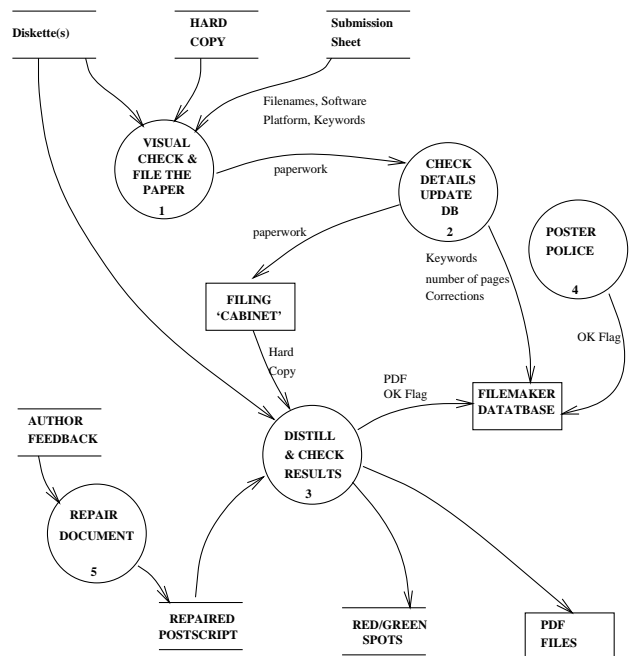 Diskette(s)
HARD
COPY
Submission
Sheet
Filenames, Software
Platform, Keywords
VISUAL
CHECK &
FILE THE
PAPER
1
paperwork
CHECK
DETAILS
UPDATE
DB
2
POSTER
POLICE
4
paperwork
Keywords
number of pages
Corrections
FILING
‘CABINET’
OK Flag
Hard
Copy
PDF
OK Flag
FILEMAKER
DATATBASE
AUTHOR
FEEDBACK
DISTILL
& CHECK
RESULTS
3
REPAIR
DOCUMENT
5
REPAIRED
POSTSCRIPT
RED/GREEN
SPOTS
PDF
FILES